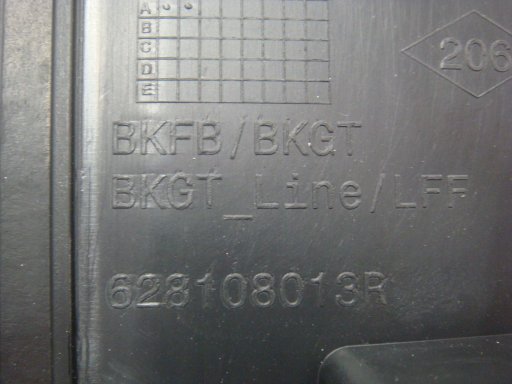 A
B
C
D
E
206
BKFB/BKGT
BKGT_Line/LFF
628108013R